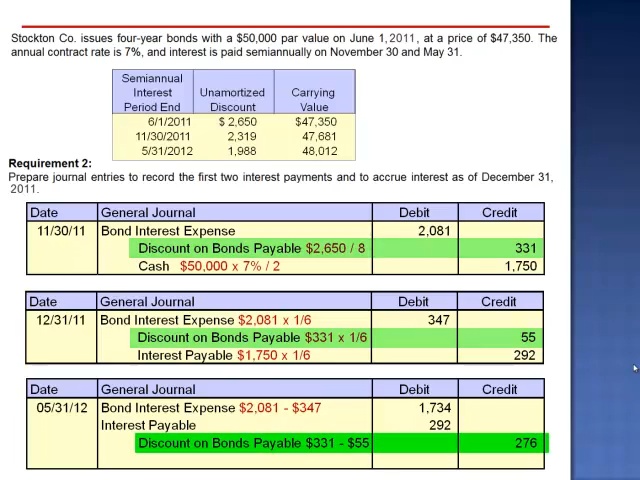 Stockton Co. issues four-year bonds with a $50,000 par value on June 1, 2011, at a price of $47,350. The
annual contract rate is 7%, and interest is paid semiannually on November 30 and May 31.
Semiannual Interest Period End Unamortized Discount Carrying Value
6/1/2011 $ 2,650 $47,350
11/30/2011 2,319 47,681
5/31/2012 1,988 48,012
Requirement 2:
Prepare journal entries to record the first two interest payments and to accrue interest as of December 31,
2011.
Date General Journal Debit Credit
11/30/11 Bond Interest Expense 2,081
Discount on Bonds Payable $2,650 / 8 331
Cash $50,000 x 7% / 2 1,750
Date General Journal Debit Credit
12/31/11 Bond Interest Expense $2,081 x 1/6 347
Discount on Bonds Payable $331 x 1/6 55
Interest Payable $1,750 x 1/6 292
Date General Journal Debit Credit
05/31/12 Bond Interest Expense $2,081 - $347 1,734
Interest Payable 292
Discount on Bonds Payable $331 - $55 276